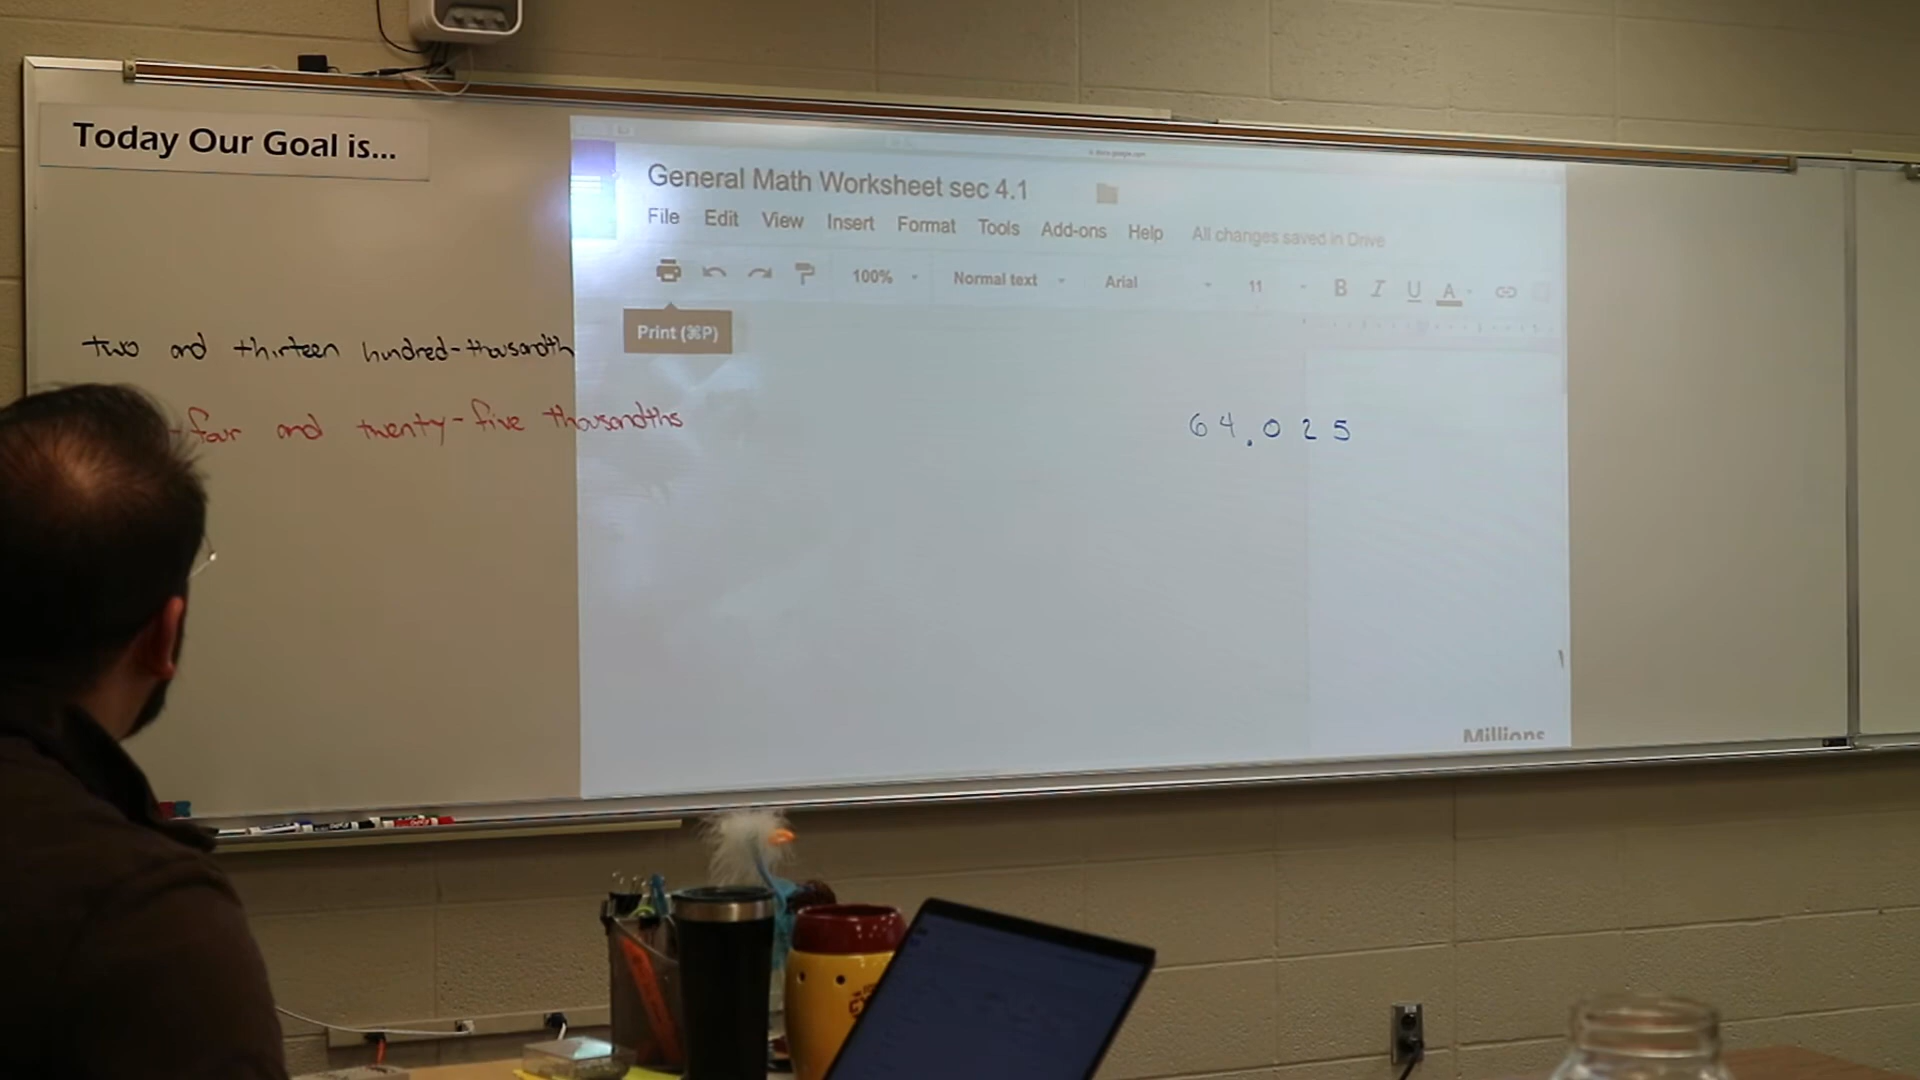 Today Our Goal is...
General Math Worksheet sec 4.1
File Edit View Insert Format Tools Add-ons Help All changes saved in Drive
100% Normal text Arial 11 B I U A
Print (⌘P)
two and thirteen hundred-thousandth
-four and twenty-five thousandths
64.025
Millions